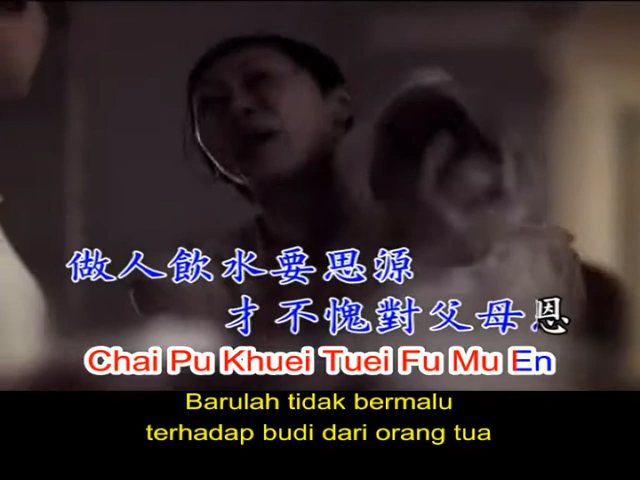 做人飲水要思源
才不愧對父母恩
Chai Pu Khuei Tuei Fu Mu En
Barulah tidak bermalu
terhadap budi dari orang tua